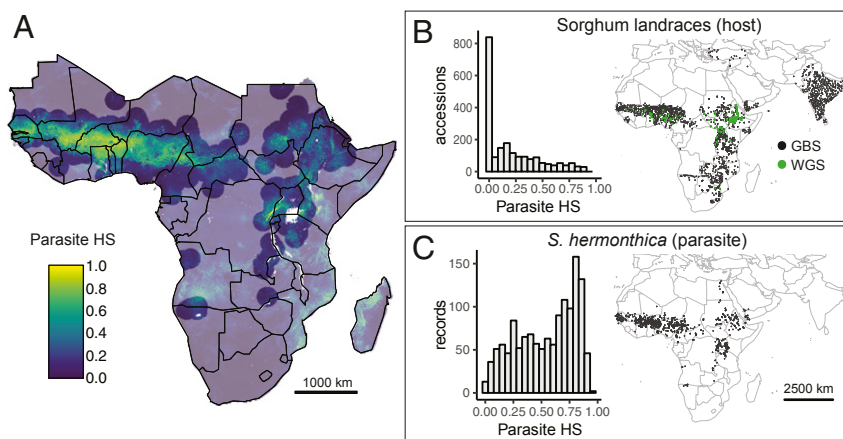 A
Parasite HS
1.0
0.8
0.6
0.4
0.2
0.0
1000 km
B
Sorghum landraces (host)
800
600
400
200
0
accessions
0.00 0.25 0.50 0.75 1.00
Parasite HS
GBS
WGS
C
S. hermonthica (parasite)
150
100
50
0
records
0.00 0.25 0.50 0.75 1.00
Parasite HS
2500 km